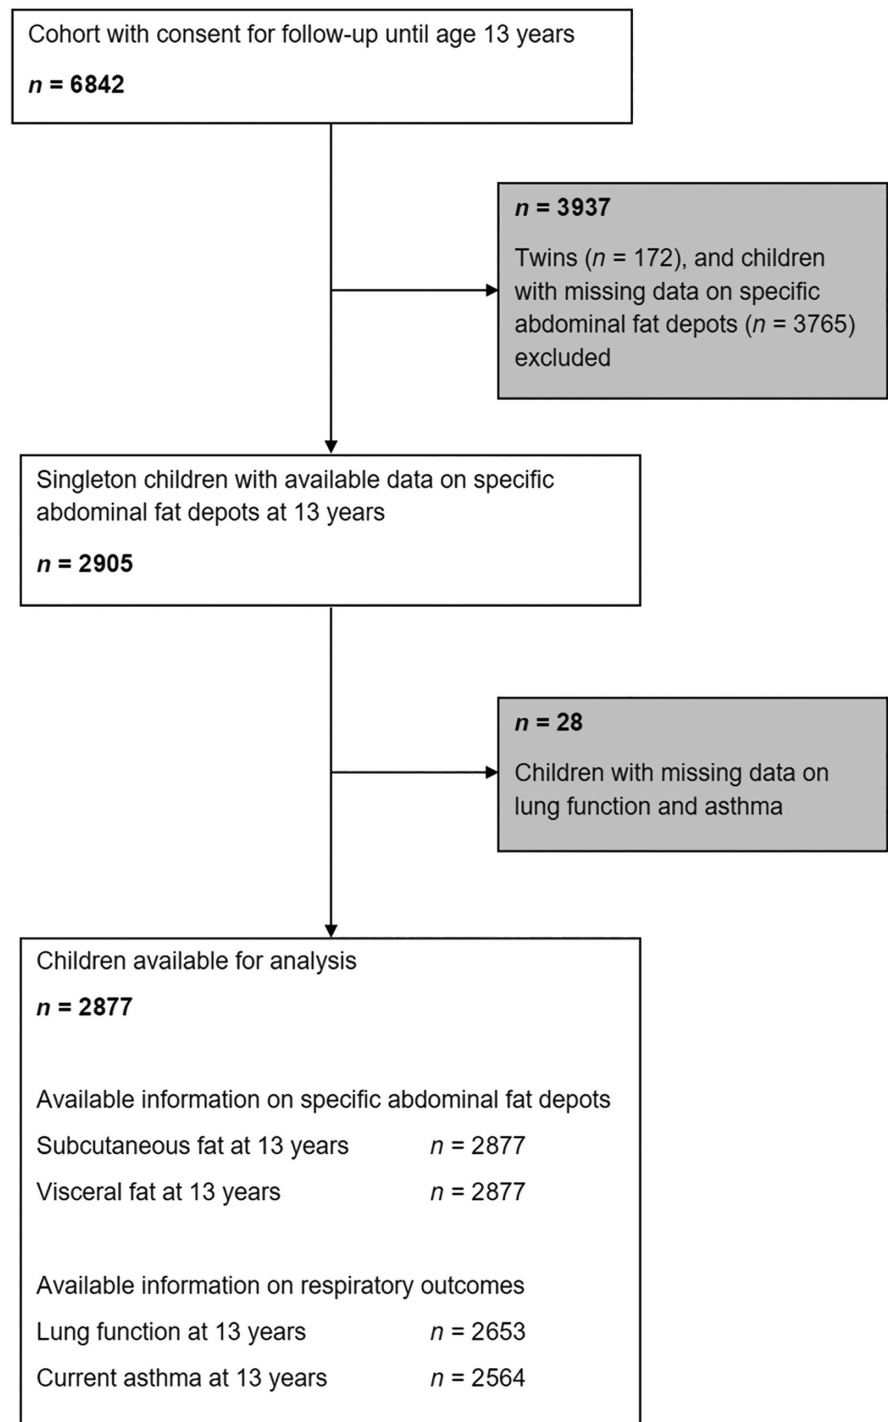 Cohort with consent for follow-up until age 13 years
n = 6842
n = 3937
Twins (n = 172), and children
with missing data on specific
abdominal fat depots (n = 3765)
excluded
Singleton children with available data on specific
abdominal fat depots at 13 years
n = 2905
n = 28
Children with missing data on
lung function and asthma
Children available for analysis
n = 2877
Available information on specific abdominal fat depots
Subcutaneous fat at 13 years n = 2877
Visceral fat at 13 years n = 2877
Available information on respiratory outcomes
Lung function at 13 years n = 2653
Current asthma at 13 years n = 2564